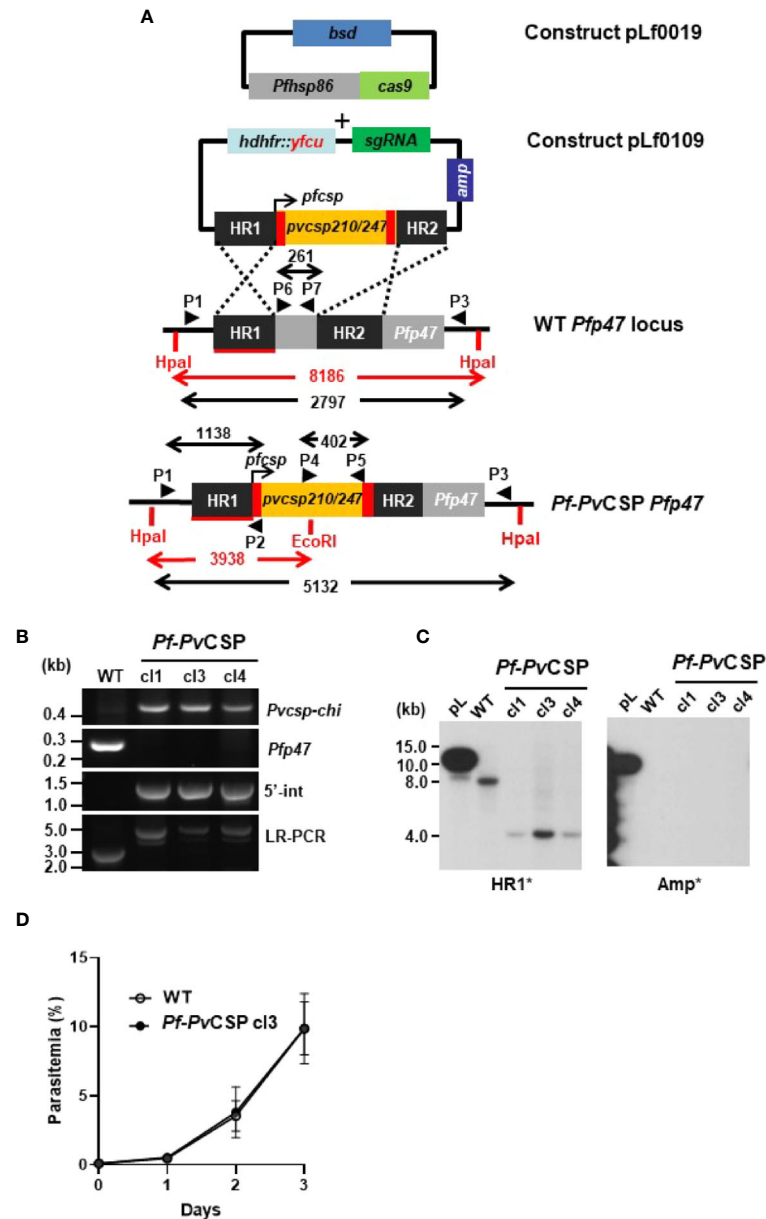 A
bsd
Construct pLf0019
Pfhsp86 cas9
+
hdhfr::yfcu sgRNA
Construct pLf0109
amp
pfcsp
HR1 pvcsp210/247 HR2
261
P1 P6 P7 P3
WT Pfp47 locus
HR1 HR2 Pfp47
HpaI HpaI
8186
2797
1138 402
P1 pfcsp P4 P5 P3
HR1 pvcsp210/247 HR2 Pfp47
Pf-PvCSP Pfp47
HpaI P2 EcoRI HpaI
3938
5132
B
Pf-PvCSP
(kb) WT cl1 cl3 cl4
0.4 Pvcsp-chi
0.3
0.2 Pfp47
1.5
1.0 5'-int
5.0
3.0
2.0 LR-PCR
C
Pf-PvCSP Pf-PvCSP
(kb) pL WT cl1 cl3 cl4 pL WT cl1 cl3 cl4
15.0
10.0
8.0
4.0
HR1* Amp*
D
15
10
5
0
Parasitemia (%)
WT
Pf-PvCSP cl3
0 1 2 3
Days